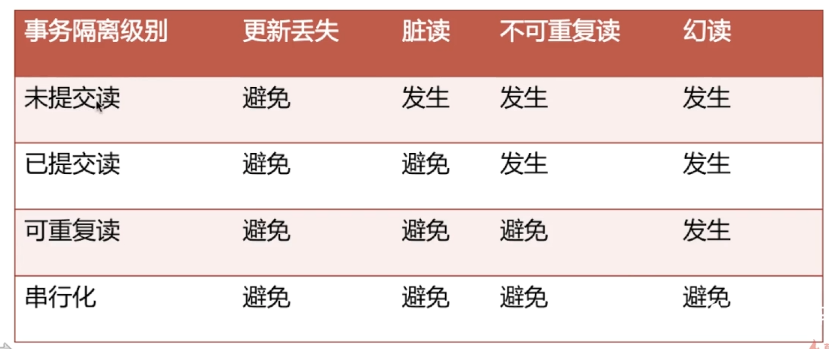 事务隔离级别 更新丢失 脏读 不可重复读 幻读
未提交读 避免 发生 发生 发生
已提交读 避免 避免 发生 发生
可重复读 避免 避免 避免 发生
串行化 避免 避免 避免 避免